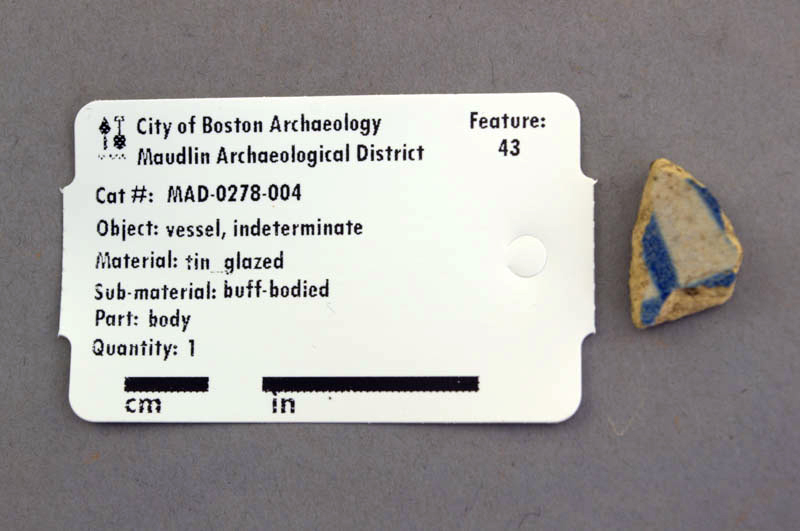 City of Boston Archaeology
Maudlin Archaeological District
Feature:
43
Cat #: MAD-0278-004
Object: vessel, indeterminate
Material: tin_glazed
Sub-material: buff-bodied
Part: body
Quantity: 1
cm in